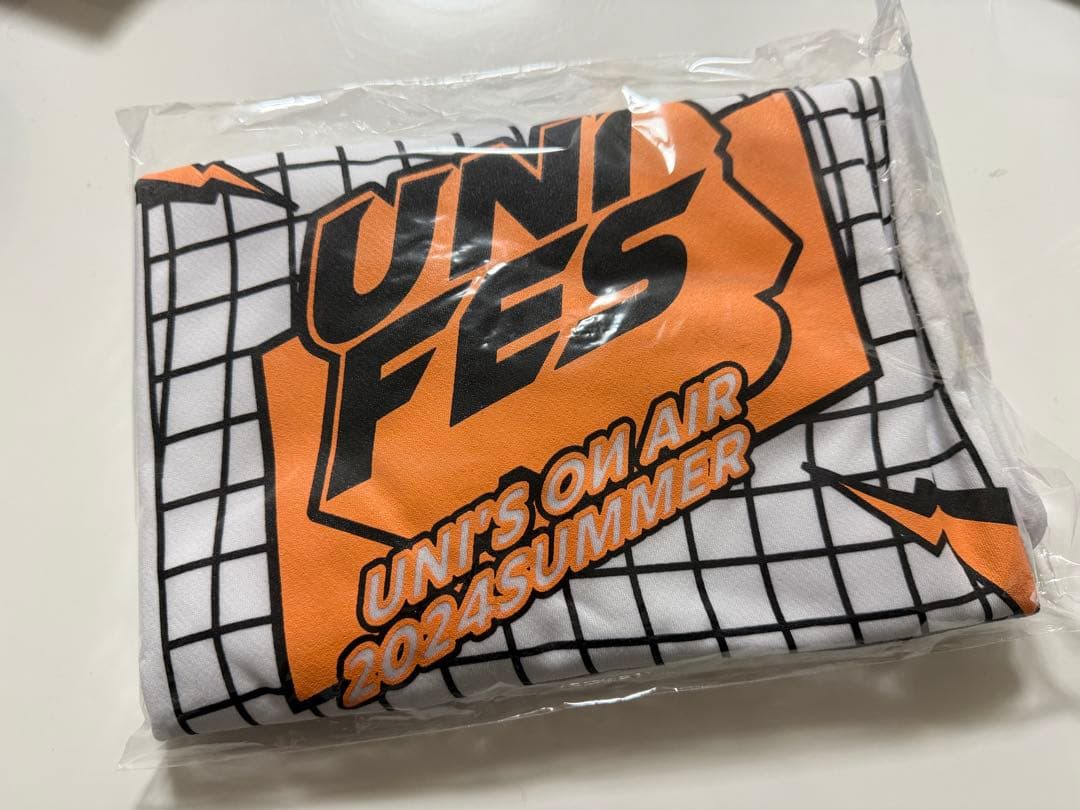 UNI
FES
UNI'S ON AIR
2024SUMMER